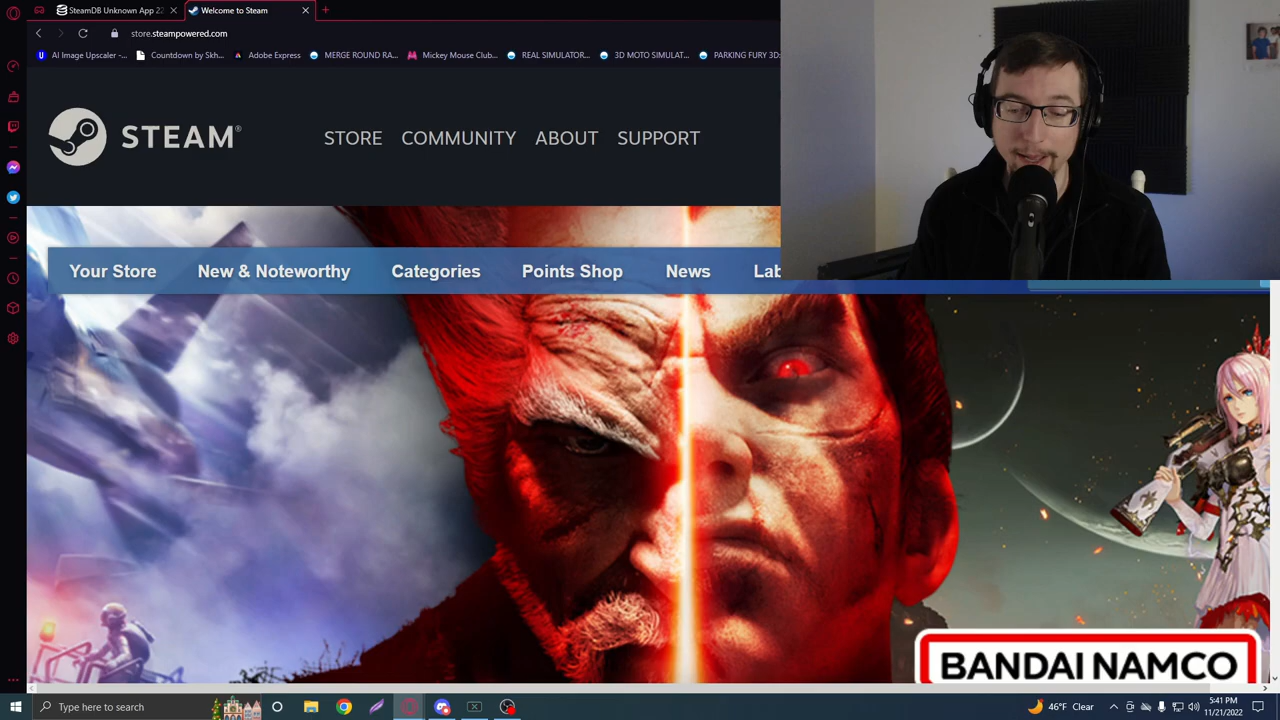 SteamDB Unknown App 22
Welcome to Steam
store.steampowered.com
AI Image Upscaler -...
Countdown by Skh...
Adobe Express
MERGE ROUND RA...
Mickey Mouse Club...
REAL SIMULATOR...
3D MOTO SIMULAT...
PARKING FURY 3D:
STEAM®
STORE COMMUNITY ABOUT SUPPORT
Your Store New & Noteworthy Categories Points Shop News Lab
BANDAI NAMCO
Type here to search
46°F Clear
5:41 PM
11/21/2022